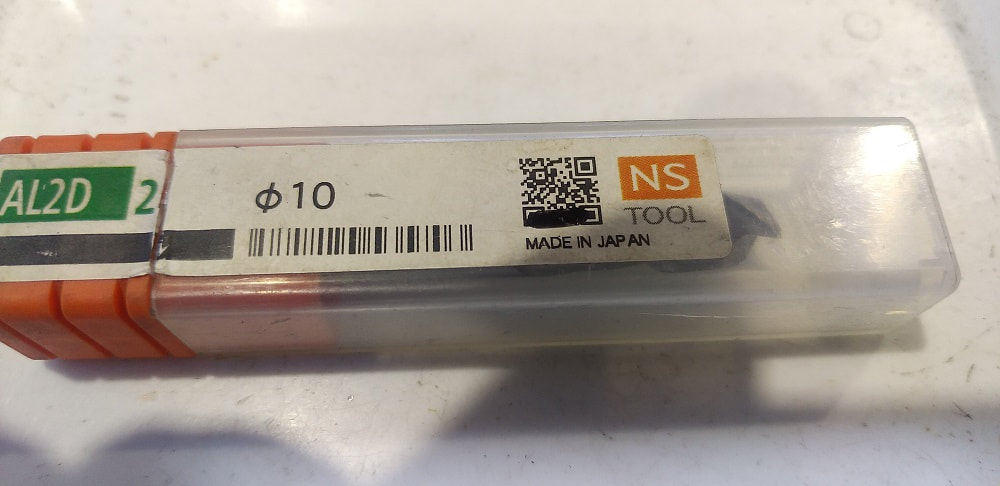 AL2D 2
φ10
NS
TOOL
MADE IN JAPAN